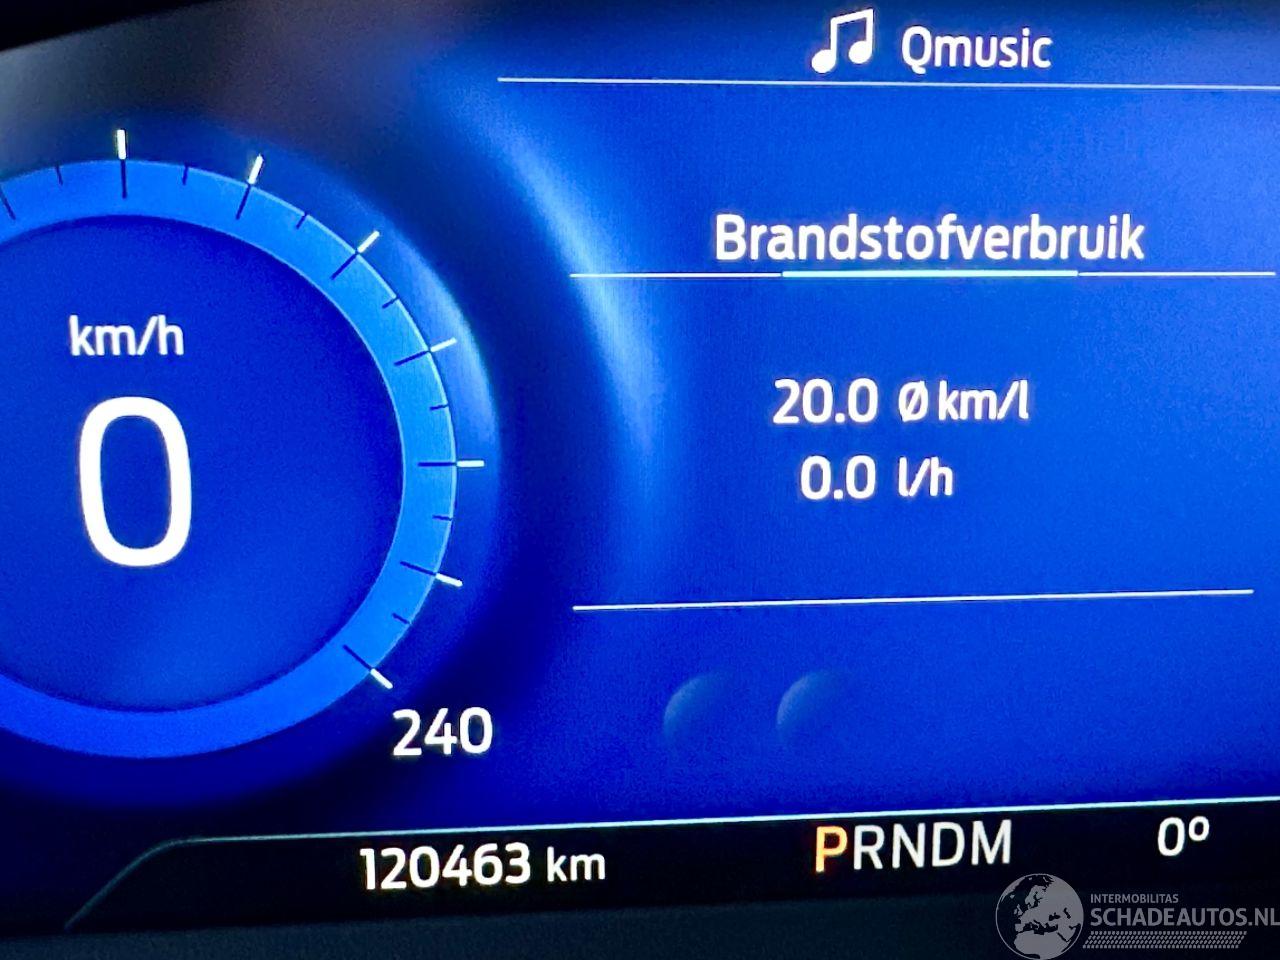 Qmusic
Brandstofverbruik
km/h
0
20.0 Ø km/l
0.0 l/h
240
120463 km
PRNDM
0°
INTERMOBILITAS
SCHADEAUTOS.NL